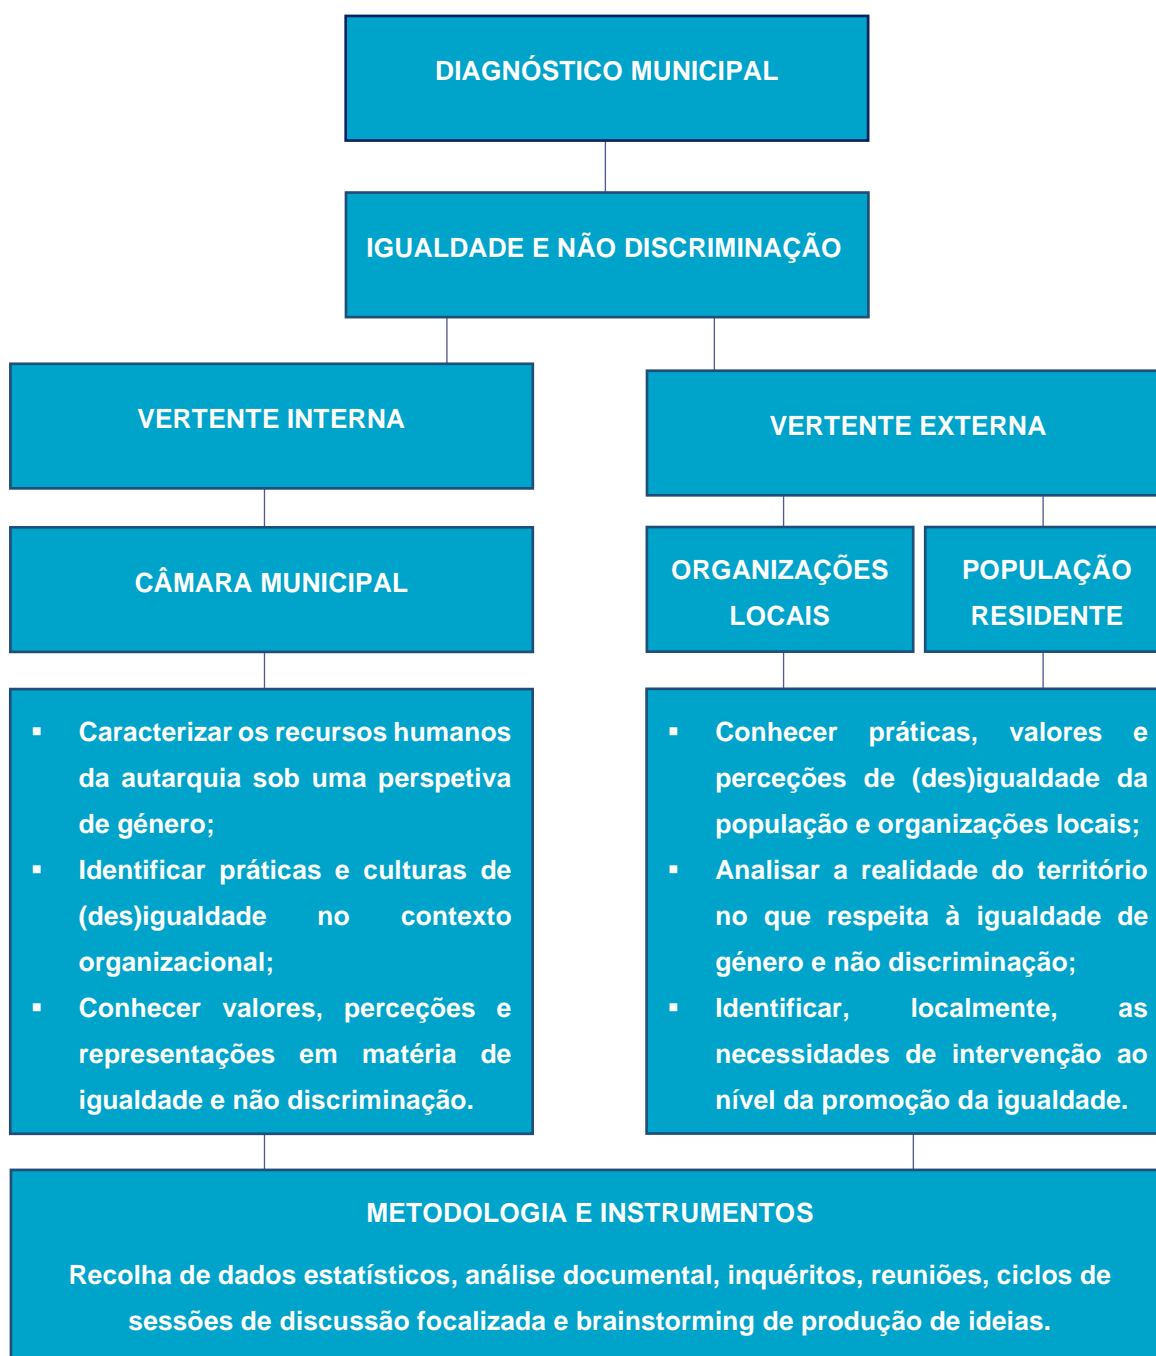 DIAGNÓSTICO MUNICIPAL
IGUALDADE E NÃO DISCRIMINAÇÃO
VERTENTE INTERNA
CÂMARA MUNICIPAL
▪ Caracterizar os recursos humanos
da autarquia sob uma perspetiva
de género;
▪ Identificar práticas e culturas de
(des)igualdade no contexto
organizacional;
▪ Conhecer valores, perceções e
representações em matéria de
igualdade e não discriminação.
VERTENTE EXTERNA
ORGANIZAÇÕES
LOCAIS
POPULAÇÃO
RESIDENTE
▪ Conhecer práticas, valores e
perceções de (des)igualdade da
população e organizações locais;
▪ Analisar a realidade do território
no que respeita à igualdade de
género e não discriminação;
▪ Identificar, localmente, as
necessidades de intervenção ao
nível da promoção da igualdade.
METODOLOGIA E INSTRUMENTOS
Recolha de dados estatísticos, análise documental, inquéritos, reuniões, ciclos de
sessões de discussão focalizada e brainstorming de produção de ideias.